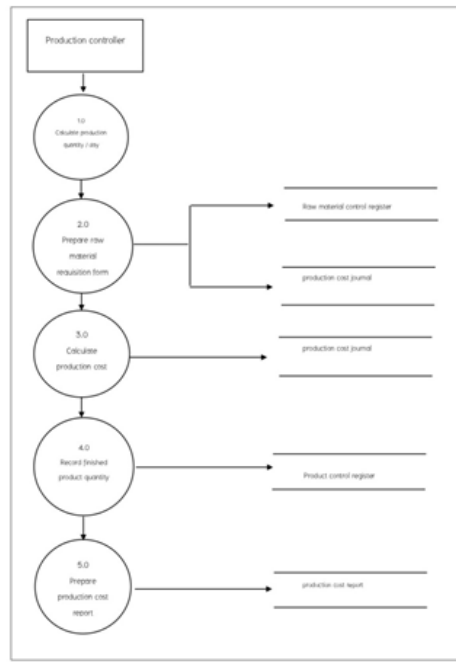 Production controller
1.0
Calculate production
quantity / day
2.0
Prepare raw
material
requisition form
Raw material control register
production cost journal
3.0
Calculate
production cost
production cost journal
4.0
Record finished
product quantity
Product control register
5.0
Prepare
production cost
report
production cost report